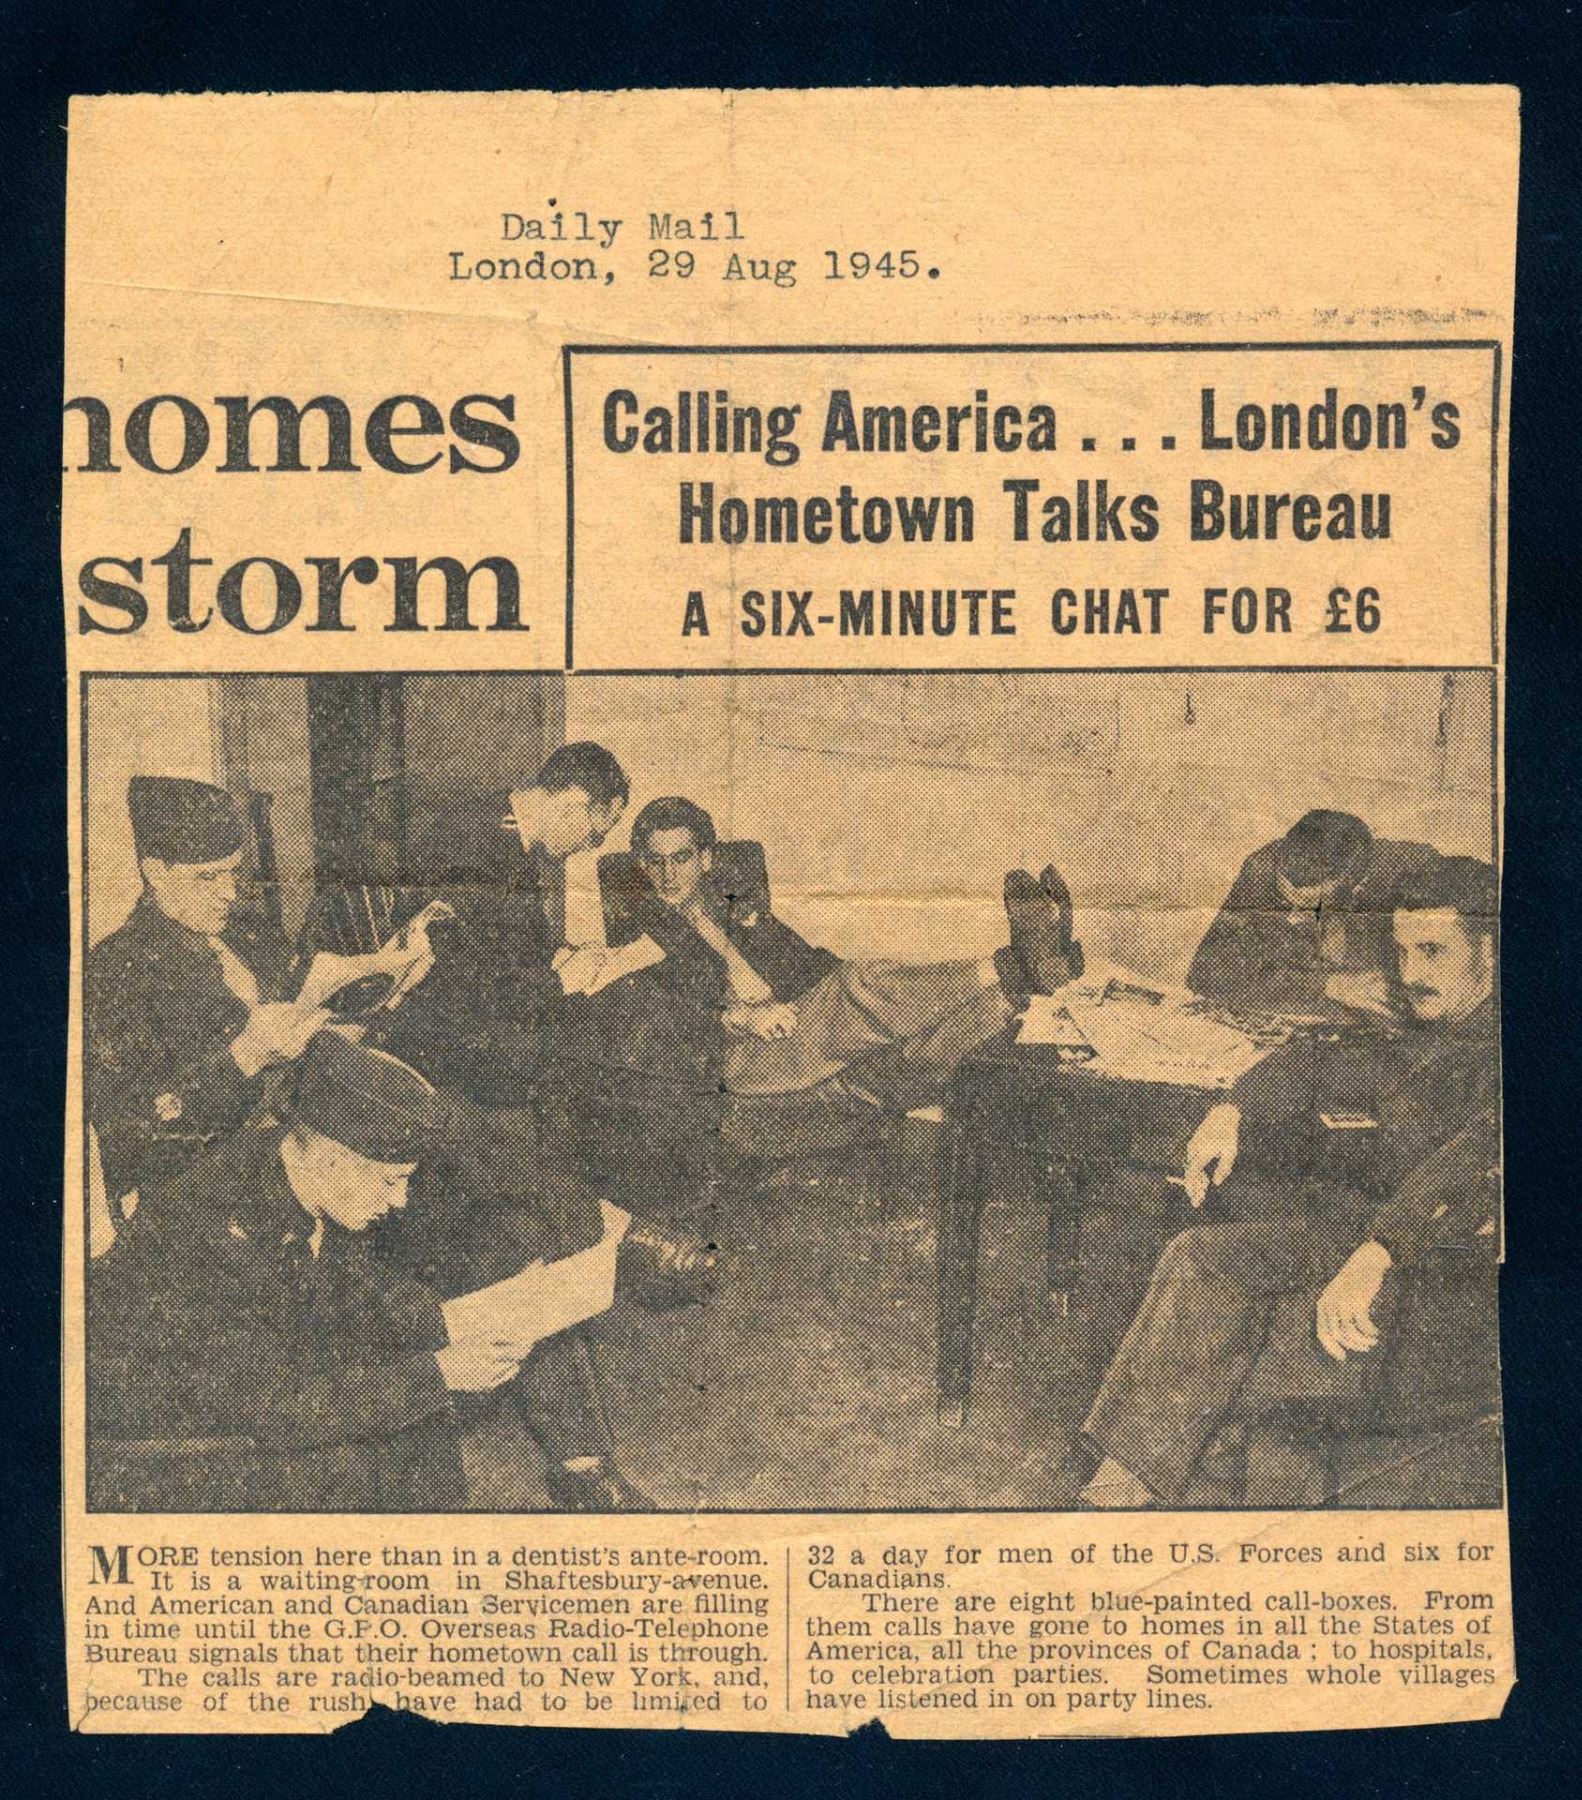 Daily Mail
London, 29 Aug 1945.
homes
storm
Calling America . . . London's
Hometown Talks Bureau
A SIX-MINUTE CHAT FOR £6
MORE tension here than in a dentist's ante-room.
It is a waiting-room in Shaftesbury-avenue.
And American and Canadian Servicemen are filling
in time until the G.P.O. Overseas Radio-Telephone
Bureau signals that their hometown call is through.
The calls are radio-beamed to New York, and,
because of the rush, have had to be limited to
32 a day for men of the U.S. Forces and six for
Canadians.
There are eight blue-painted call-boxes. From
them calls have gone to homes in all the States of
America, all the provinces of Canada ; to hospitals,
to celebration parties. Sometimes whole villages
have listened in on party lines.